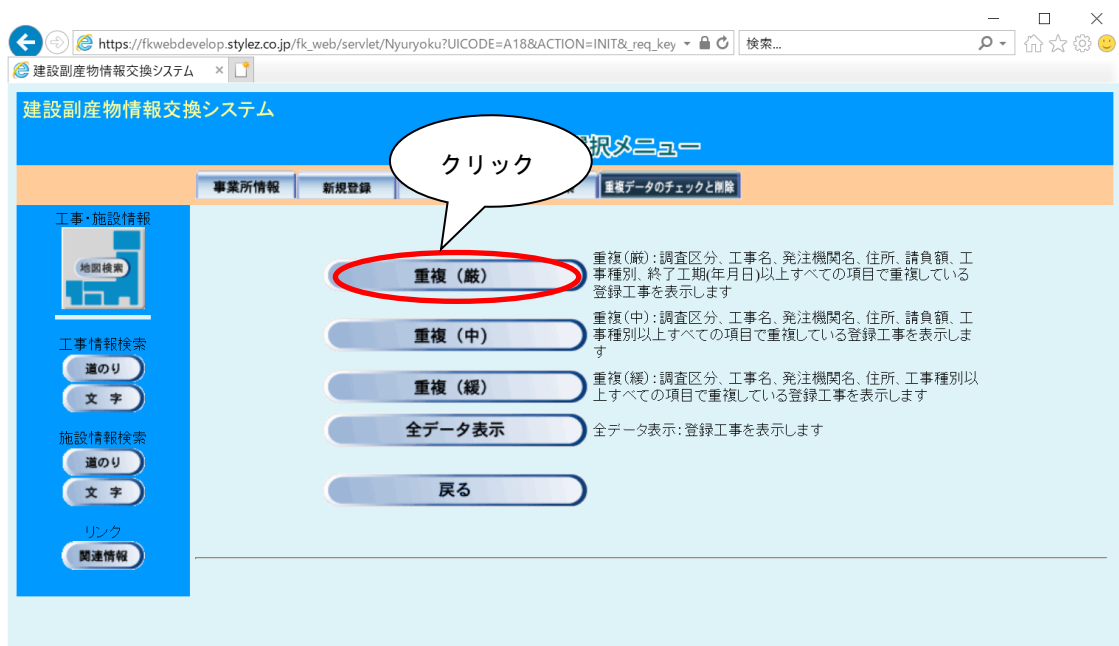 https://fkwebdevelop.stylez.co.jp/fk_web/servlet/Nyuryoku?UICODE=A18&ACTION=INIT&_req_key
検索...
建設副産物情報交換システム
建設副産物情報交換システム
択メニュー
クリック
事業所情報
新規登録
重複データのチェックと削除
工事・施設情報
地図検索
工事情報検索
道のり
文 字
施設情報検索
道のり
文 字
リンク
関連情報
重複（厳）
重複(厳):調査区分、工事名、発注機関名、住所、請負額、工
事種別、終了工期(年月日)以上すべての項目で重複している
登録工事を表示します
重複（中）
重複(中):調査区分、工事名、発注機関名、住所、請負額、工
事種別以上すべての項目で重複している登録工事を表示しま
す
重複（緩）
重複(緩):調査区分、工事名、発注機関名、住所、工事種別以
上すべての項目で重複している登録工事を表示します
全データ表示
全データ表示:登録工事を表示します
戻る